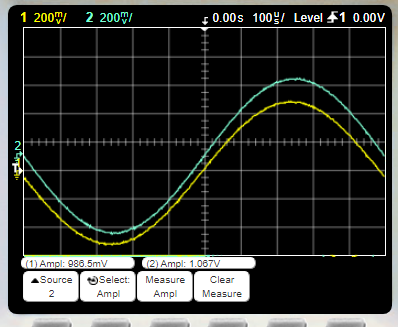 1 200mV/ 2 200mV/ 0.00s 100µs/ Level 1 0.00V
2
1
(1) Ampl: 986.5mV (2) Ampl: 1.067V
Source Select: Measure Clear
2 Ampl Ampl Measure